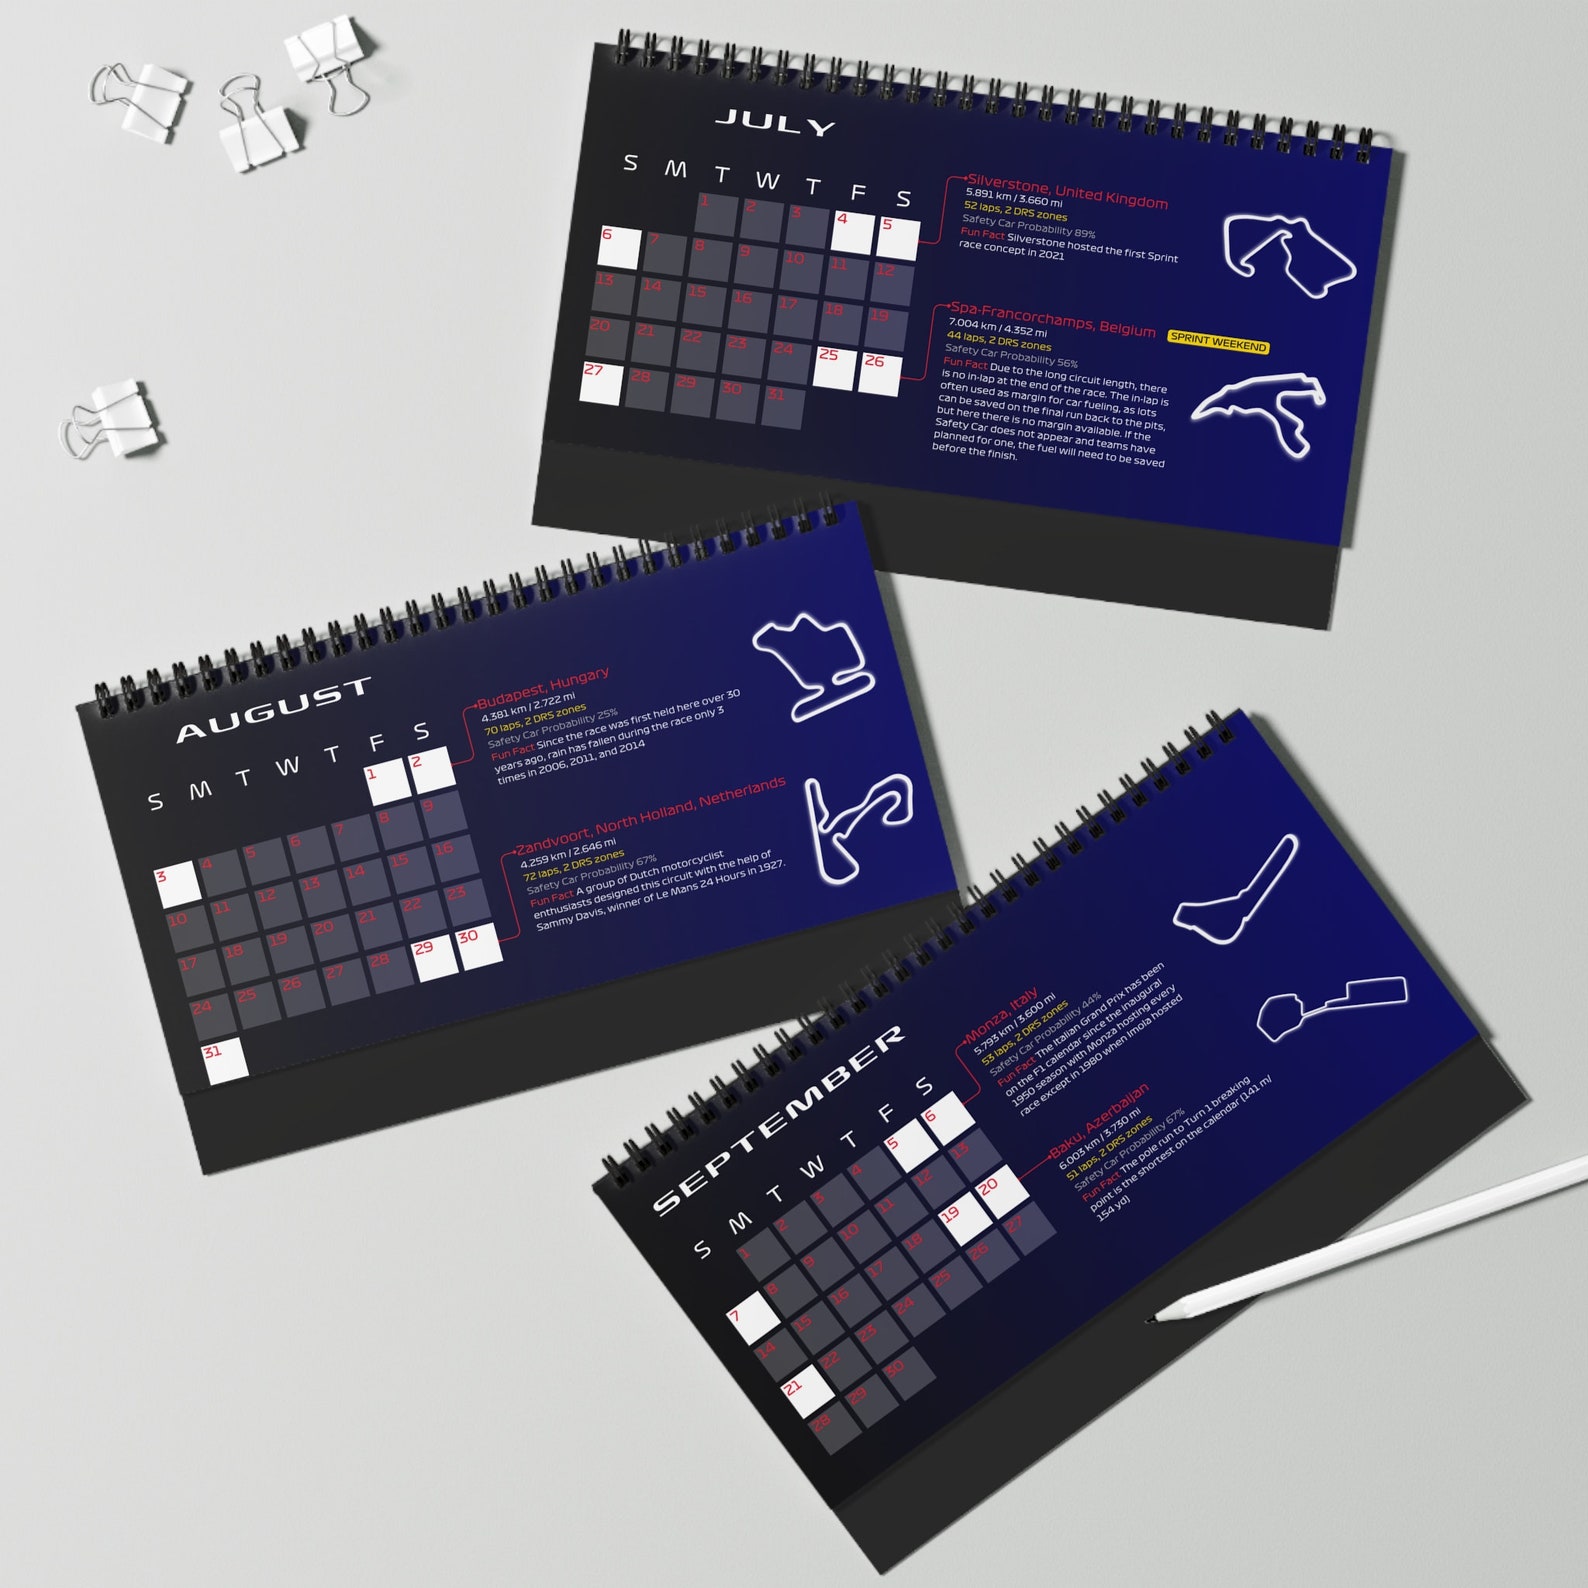 JULY
S M T W T F S
1 2 3 4 5
6 7 8 9 10 11 12
13 14 15 16 17 18 19
20 21 22 23 24 25 26
27 28 29 30 31
Silverstone, United Kingdom
5.891 km / 3.660 mi
52 laps, 2 DRS zones
Safety Car Probability 89%
Fun Fact Silverstone hosted the first Sprint
race concept in 2021
Spa-Francorchamps, Belgium
SPRINT WEEKEND
7.004 km / 4.352 mi
44 laps, 2 DRS zones
Safety Car Probability 56%
Fun Fact Due to the long circuit length, there
is no in-lap at the end of the race. The in-lap is
often used as margin for car fueling, as lots
can be saved on the final run back to the pits,
but here there is no margin available. If the
Safety Car does not appear and teams have
planned for one, the fuel will need to be saved
before the finish.
AUGUST
S M T W T F S
1 2
3 4 5 6 7 8 9
10 11 12 13 14 15 16
17 18 19 20 21 22 23
24 25 26 27 28 29 30
31
Budapest, Hungary
4.381 km / 2.722 mi
70 laps, 2 DRS zones
Safety Car Probability 25%
Fun Fact Since the race was first held here over 30
years ago, rain has fallen during the race only 3
times in 2006, 2011, and 2014
Zandvoort, North Holland, Netherlands
4.259 km / 2.646 mi
72 laps, 2 DRS zones
Safety Car Probability 67%
Fun Fact A group of Dutch motorcyclist
enthusiasts designed this circuit with the help of
Sammy Davis, winner of Le Mans 24 Hours in 1927.
SEPTEMBER
S M T W T F S
1 2 3 4 5 6
7 8 9 10 11 12 13
14 15 16 17 18 19 20
21 22 23 24 25 26 27
28 29 30
Monza, Italy
5.793 km / 3.600 mi
53 laps, 2 DRS zones
Safety Car Probability 44%
Fun Fact The Italian Grand Prix has been
on the F1 calendar since the inaugural
1950 season with Monza hosting every
race except in 1980 when Imola hosted
Baku, Azerbaijan
6.003 km / 3.730 mi
51 laps, 2 DRS zones
Safety Car Probability 67%
Fun Fact The pole run to Turn 1 breaking
point is the shortest on the calendar (141 m/
154 yd)